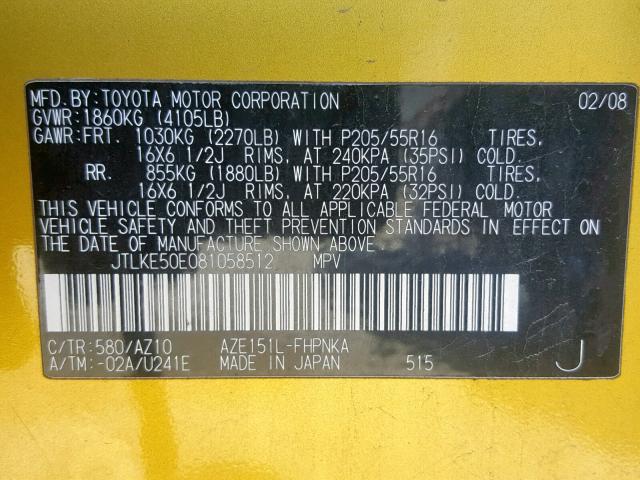 MFD.BY:TOYOTA MOTOR CORPORATION 02/08
GVWR:1860KG (4105LB)
GAWR:FRT. 1030KG (2270LB) WITH P205/55R16 TIRES,
16X6 1/2J RIMS, AT 240KPA (35PSI) COLD.
RR. 855KG (1880LB) WITH P205/55R16 TIRES,
16X6 1/2J RIMS, AT 220KPA (32PSI) COLD.
THIS VEHICLE CONFORMS TO ALL APPLICABLE FEDERAL MOTOR
VEHICLE SAFETY AND THEFT PREVENTION STANDARDS IN EFFECT ON
THE DATE OF MANUFACTURE SHOWN ABOVE.
JTLKE50E081058512 MPV
C/TR:580/AZ10 AZE151L-FHPNKA
A/TM:-02A/U241E MADE IN JAPAN 515 J